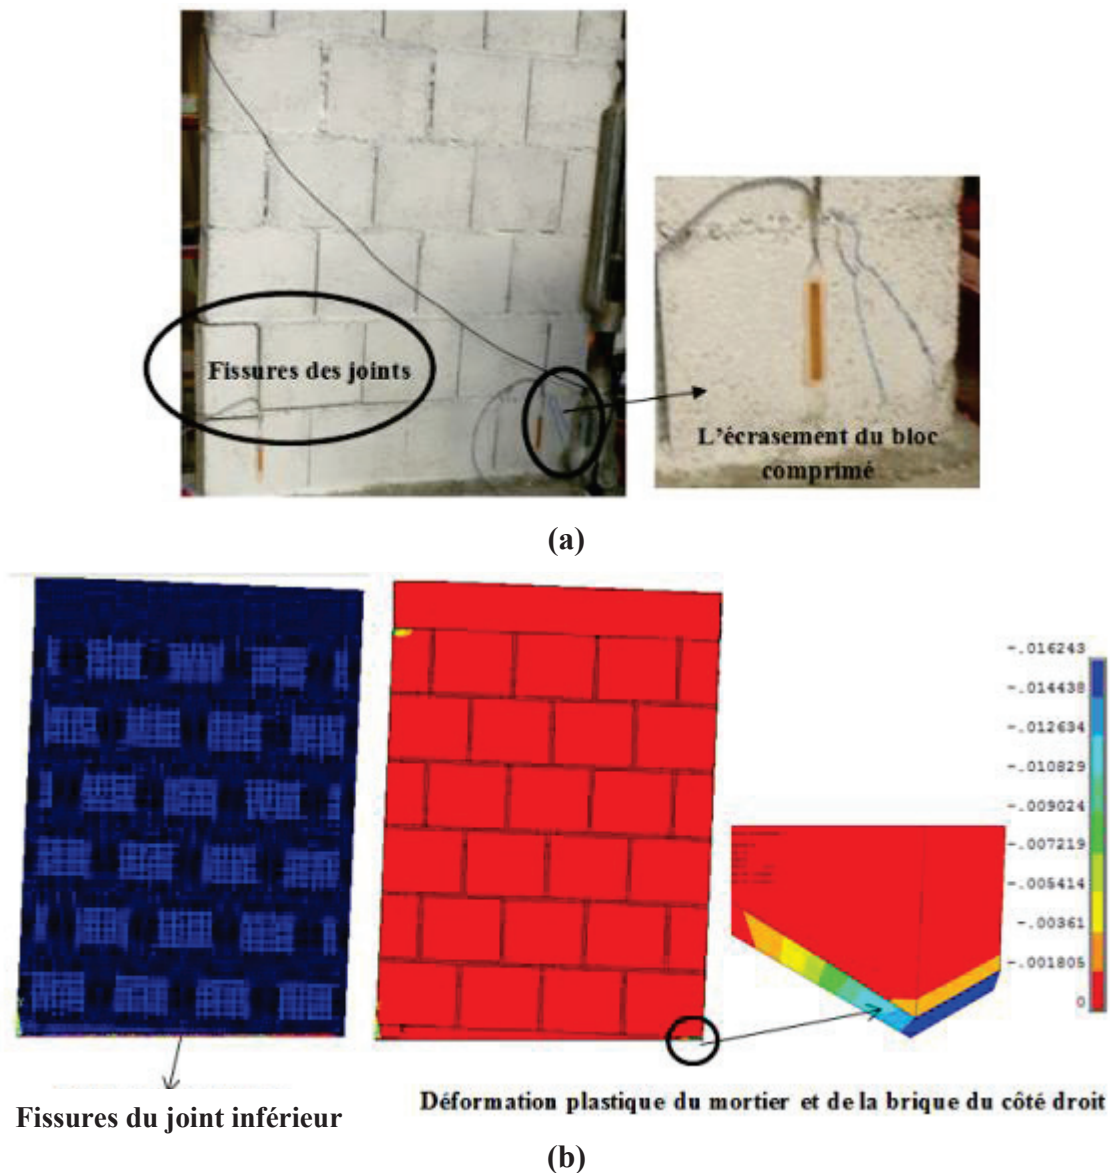 Fissures des joints
L'écrasement du bloc
comprimé
(a)
-.016243
-.014438
-.012634
-.010829
-.009024
-.007219
-.005414
-.00361
-.001805
0
Fissures du joint inférieur
Déformation plastique du mortier et de la brique du côté droit
(b)